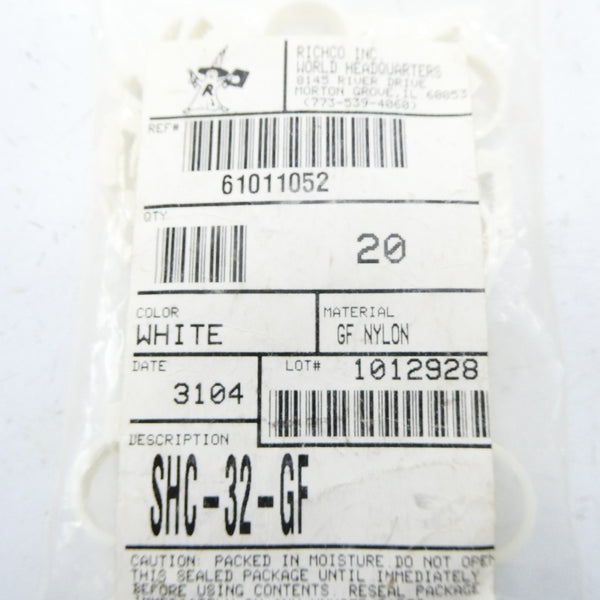 R
RICHCO INC.
WORLD HEADQUARTERS
8145 RIVER DRIVE
MORTON GROVE, IL 60053
(773-539-4060)
REF#
61011052
QTY
20
COLOR
WHITE
MATERIAL
GF NYLON
DATE
3104
LOT#
1012928
DESCRIPTION
SHC-32-GF
CAUTION: PACKED IN MOISTURE DO NOT OPEN
THIS SEALED PACKAGE UNTIL IMMEDIATELY
BEFORE USING CONTENTS. RESEAL PACKAGE